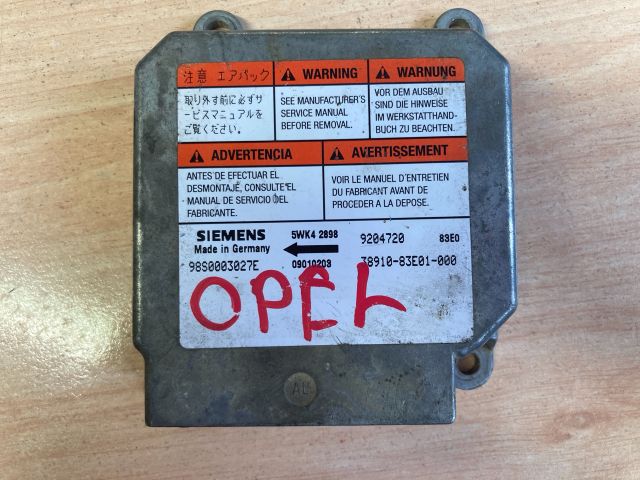 注意 エアバック
取り外す前に必ずサ
ービスマニュアルを
ご覧ください。
WARNING
SEE MANUFACTURER'S
SERVICE MANUAL
BEFORE REMOVAL.
WARNUNG
VOR DEM AUSBAU
SIND DIE HINWEISE
IM WERKSTATTHAND-
BUCH ZU BEACHTEN.
ADVERTENCIA
ANTES DE EFECTUAR EL
DESMONTAJE, CONSULTE EL
MANUAL DE SERVICIO DEL
FABRICANTE.
AVERTISSEMENT
VOIR LE MANUEL D'ENTRETIEN
DU FABRICANT AVANT DE
PROCEDER A LA DEPOSE.
SIEMENS 5WK4 2898 9204720 83E0
Made in Germany
98S0003027E 09010203 38910-83E01-000
OPEL
AU